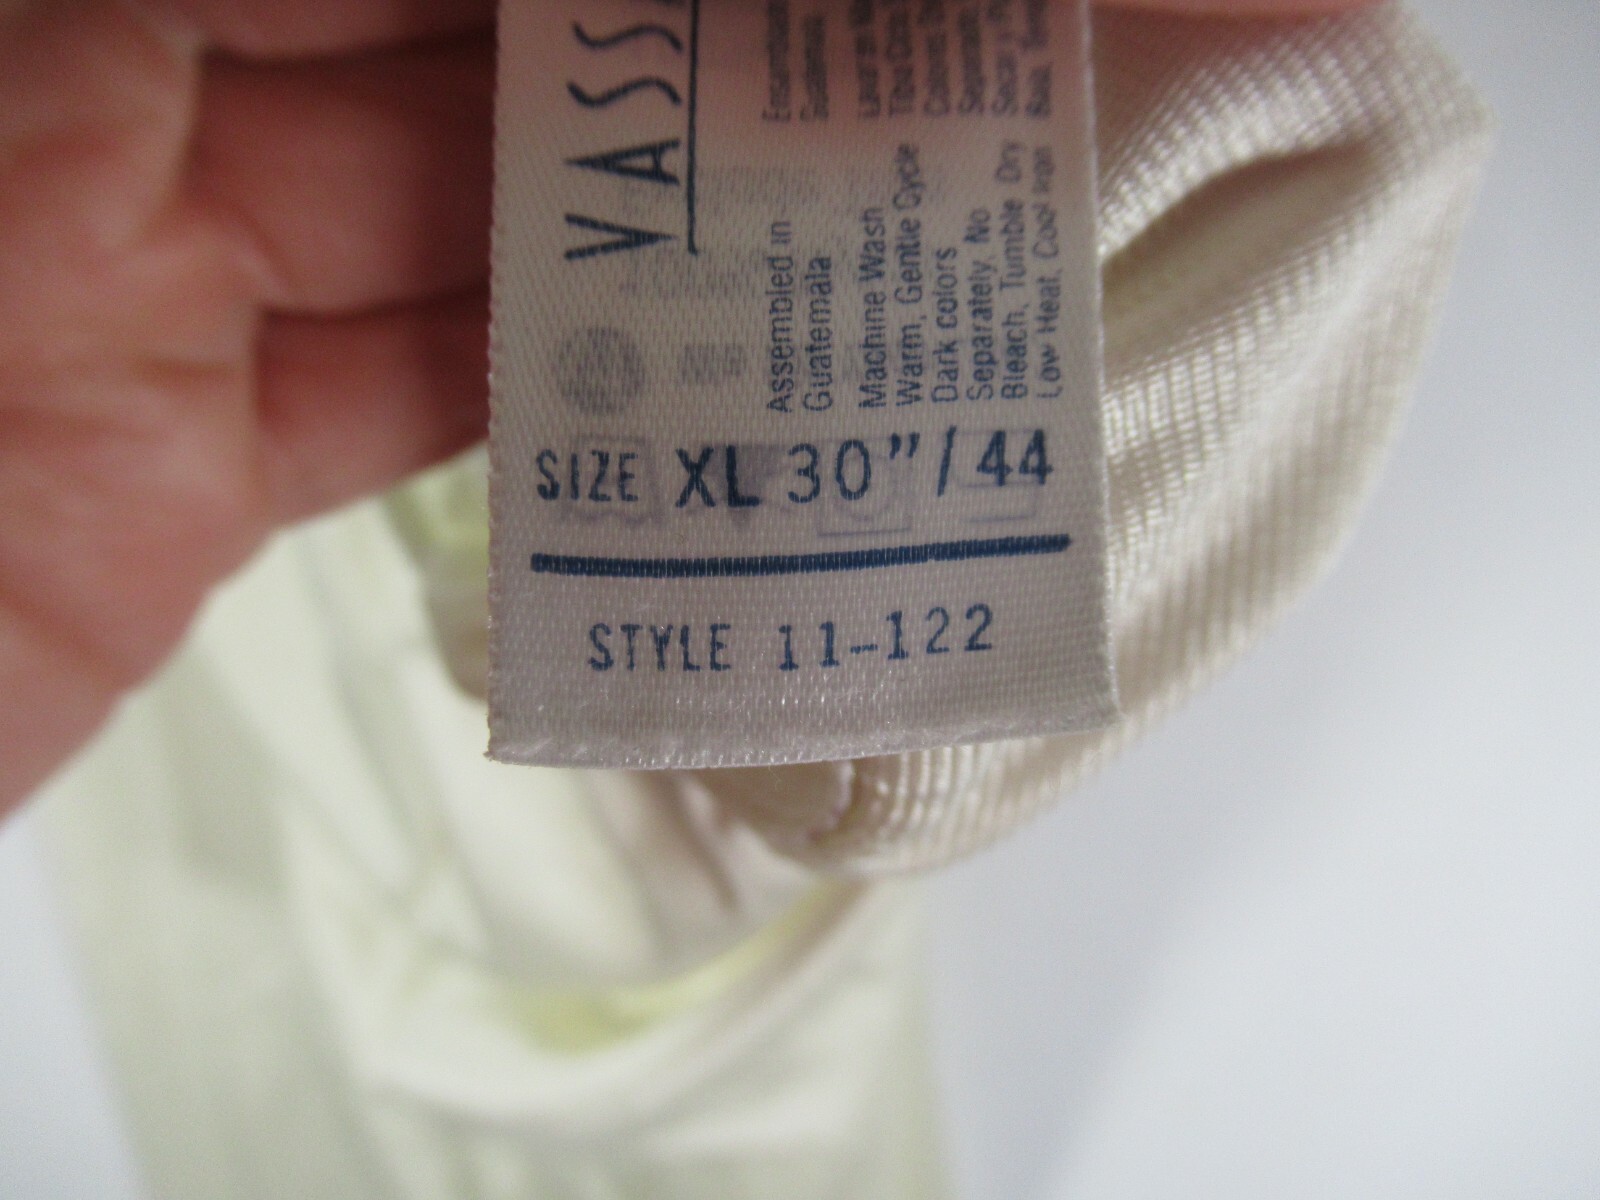 VASS
Assembled in
Guatemala
Machine Wash
Warm, Gentle Cycle
Dark colors
Separately. No
Bleach, Tumble Dry
Low Heat, Cool Iron
SIZE XL 30”/44
STYLE 11-122